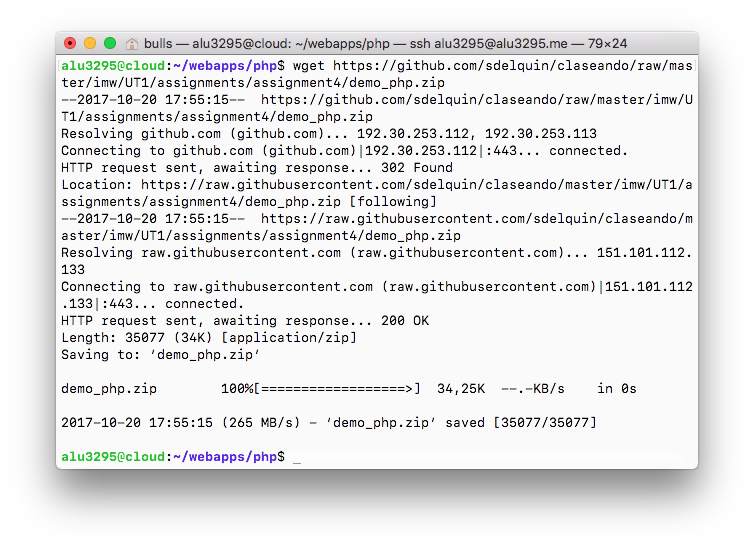 bulls — alu3295@cloud: ~/webapps/php — ssh alu3295@alu3295.me — 79×24
alu3295@cloud:~/webapps/php$ wget https://github.com/sdelquin/claseando/raw/mas
ter/imw/UT1/assignments/assignment4/demo_php.zip
--2017-10-20 17:55:15--  https://github.com/sdelquin/claseando/raw/master/imw/U
T1/assignments/assignment4/demo_php.zip
Resolving github.com (github.com)... 192.30.253.112, 192.30.253.113
Connecting to github.com (github.com)|192.30.253.112|:443... connected.
HTTP request sent, awaiting response... 302 Found
Location: https://raw.githubusercontent.com/sdelquin/claseando/master/imw/UT1/a
ssignments/assignment4/demo_php.zip [following]
--2017-10-20 17:55:15--  https://raw.githubusercontent.com/sdelquin/claseando/m
aster/imw/UT1/assignments/assignment4/demo_php.zip
Resolving raw.githubusercontent.com (raw.githubusercontent.com)... 151.101.112.
133
Connecting to raw.githubusercontent.com (raw.githubusercontent.com)|151.101.112
.133|:443... connected.
HTTP request sent, awaiting response... 200 OK
Length: 35077 (34K) [application/zip]
Saving to: ‘demo_php.zip’
demo_php.zip        100%[==================>]  34,25K  --.-KB/s    in 0s
2017-10-20 17:55:15 (265 MB/s) - ‘demo_php.zip’ saved [35077/35077]
alu3295@cloud:~/webapps/php$ _